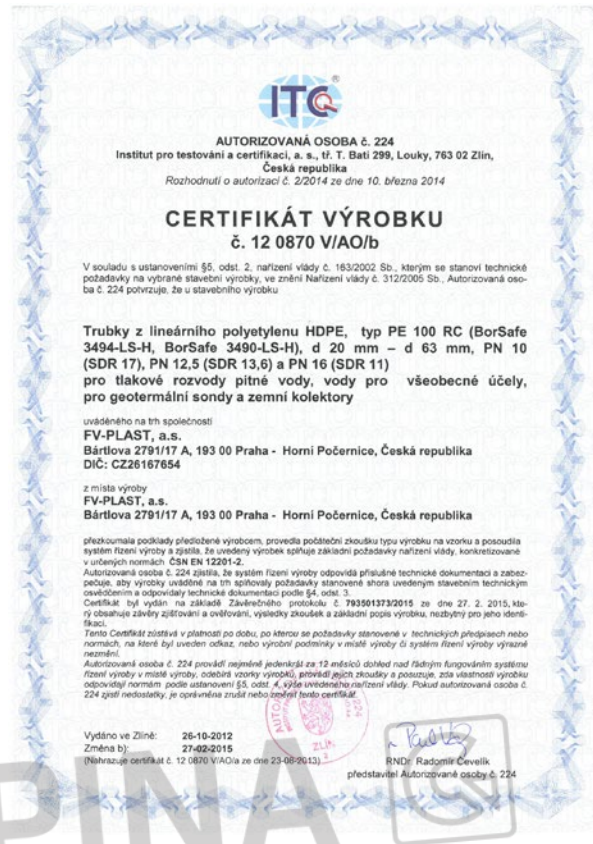 ITC
®
AUTORIZOVANÁ OSOBA č. 224
Institut pro testování a certifikaci, a. s., tř. T. Bati 299, Louky, 763 02 Zlín,
Česká republika
Rozhodnutí o autorizaci č. 2/2014 ze dne 10. března 2014
CERTIFIKÁT VÝROBKU
č. 12 0870 V/AO/b
V souladu s ustanoveními §5, odst. 2, nařízení vlády č. 163/2002 Sb., kterým se stanoví technické
požadavky na vybrané stavební výrobky, ve znění Nařízení vlády č. 312/2005 Sb., Autorizovaná oso-
ba č. 224 potvrzuje, že u stavebního výrobku
Trubky z lineárního polyetylenu HDPE, typ PE 100 RC (BorSafe
3494-LS-H, BorSafe 3490-LS-H), d 20 mm – d 63 mm, PN 10
(SDR 17), PN 12,5 (SDR 13,6) a PN 16 (SDR 11)
pro tlakové rozvody pitné vody, vody pro všeobecné účely,
pro geotermální sondy a zemní kolektory
uváděného na trh společností
FV-PLAST, a.s.
Bártlova 2791/17 A, 193 00 Praha - Horní Počernice, Česká republika
DIČ: CZ26167654
z místa výroby
FV-PLAST, a.s.
Bártlova 2791/17 A, 193 00 Praha - Horní Počernice, Česká republika
přezkoumala podklady předložené výrobcem, provedla počáteční zkoušku typu výrobku na vzorku a posoudila
systém řízení výroby a zjistila, že uvedený výrobek splňuje základní požadavky nařízení vlády, konkretizované
v určených normách ČSN EN 12201-2.
Autorizovaná osoba č. 224 zjistila, že systém řízení výroby odpovídá příslušné technické dokumentaci a zabez-
pečuje, aby výrobky uváděné na trh splňovaly požadavky stanovené shora uvedeným stavebním technickým
osvědčením a odpovídaly technické dokumentaci podle §4, odst. 3.
Certifikát byl vydán na základě Závěrečného protokolu č. 793501373/2015 ze dne 27. 2. 2015, kte-
rý obsahuje závěry zjišťování a ověřování, výsledky zkoušek a základní popis výrobku, nezbytný pro jeho identi-
fikaci.
Tento Certifikát zůstává v platnosti po dobu, po kterou se požadavky stanovené v technických předpisech nebo
normách, na které byl uveden odkaz, nebo výrobní podmínky v místě výroby či systém řízení výroby výrazně
nezmění.
Autorizovaná osoba č. 224 provádí nejméně jedenkrát za 12 měsíců dohled nad řádným fungováním systému
řízení výroby v místě výroby, odebírá vzorky výrobků, provádí jejich zkoušky a posuzuje, zda vlastnosti výrobku
odpovídají normám podle ustanovení §5, odst. 4, výše uvedeného nařízení vlády. Pokud autorizovaná osoba č.
224 zjistí nedostatky, je oprávněna zrušit nebo změnit tento certifikát.
Vydáno ve Zlíně: 26-10-2012
Změna b): 27-02-2015
(Nahrazuje certifikát č. 12 0870 V/AO/a ze dne 23-08-2013)
ZLÍN
RNDr. Radomír Čevelík
představitel Autorizované osoby č. 224
PINA